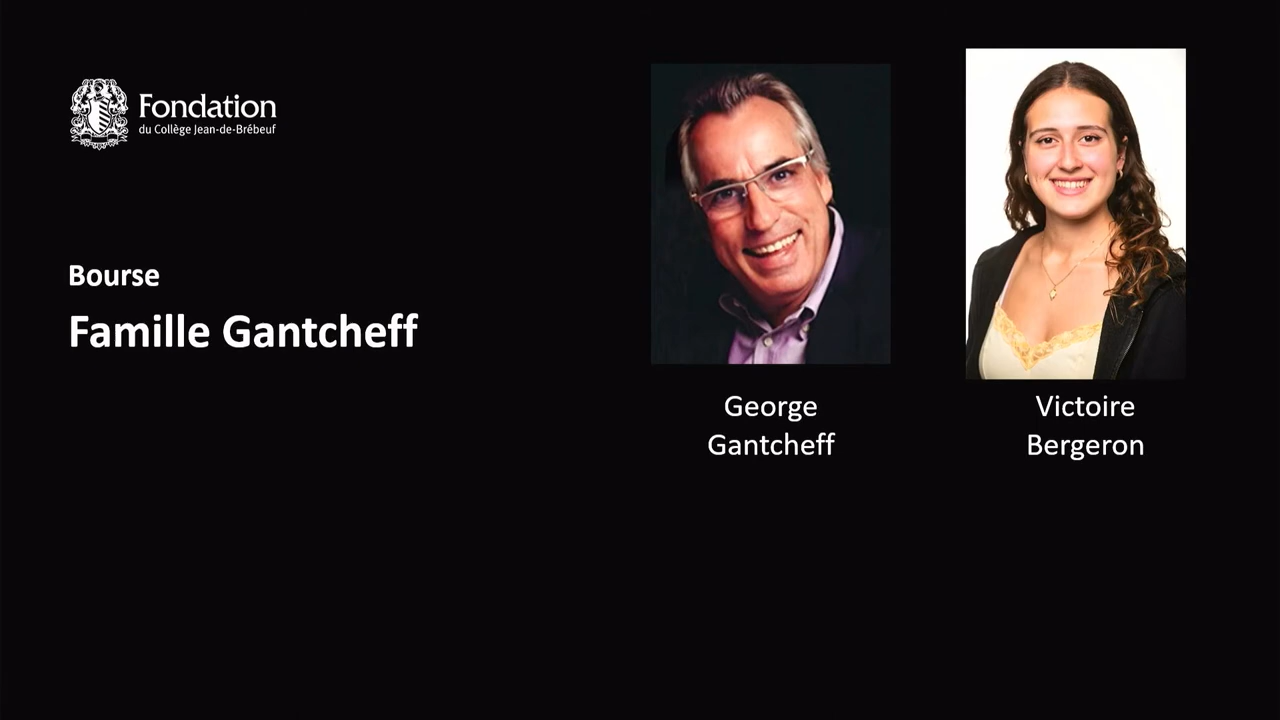 Fondation
du Collège Jean-de-Brébeuf
Bourse
Famille Gantcheff
George
Gantcheff
Victoire
Bergeron